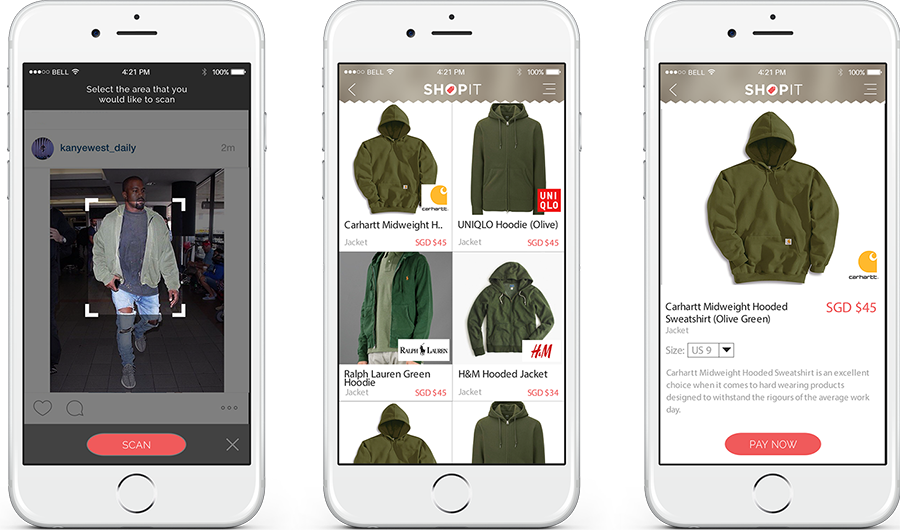 BELL
4:21 PM
100%
Select the area that you
would like to scan
kanyewest_daily
2m
SCAN
BELL
4:21 PM
100%
SHOPIT
carhartt
UNI
QLO
Carhartt Midweight H..
UNIQLO Hoodie (Olive)
Jacket
SGD $45
Jacket
SGD $45
RALPH LAUREN
H&M
Ralph Lauren Green
Hoodie
H&M Hooded Jacket
Jacket
SGD $45
Jacket
SGD $34
BELL
4:21 PM
100%
SHOPIT
carhartt
Carhartt Midweight Hooded
Sweatshirt (Olive Green)
SGD $45
Jacket
Size: US 9
Carhartt Midweight Hooded Sweatshirt is an excellent
choice when it comes to hard wearing products
designed to withstand the rigours of the average work
day.
PAY NOW